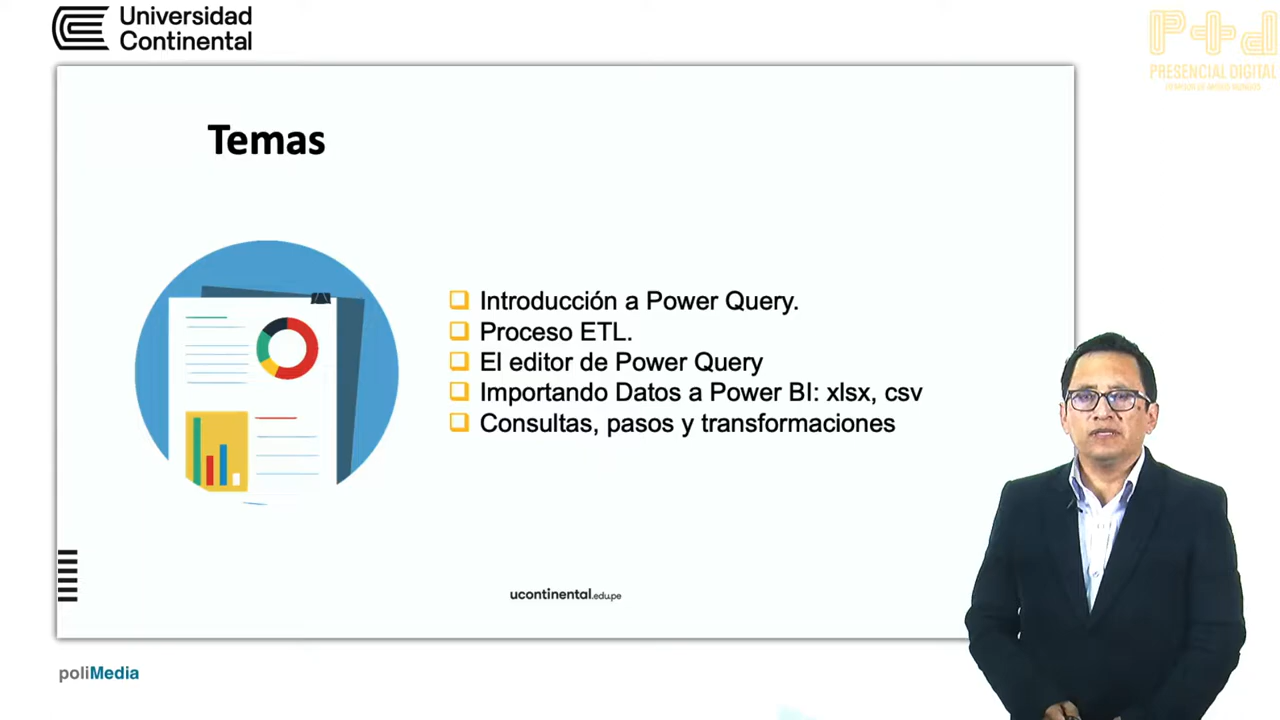 Universidad
Continental
PRESENCIAL DIGITAL
Temas
Introducción a Power Query.
Proceso ETL.
El editor de Power Query
Importando Datos a Power BI: xlsx, csv
Consultas, pasos y transformaciones
ucontinental.edu.pe
poliMedia